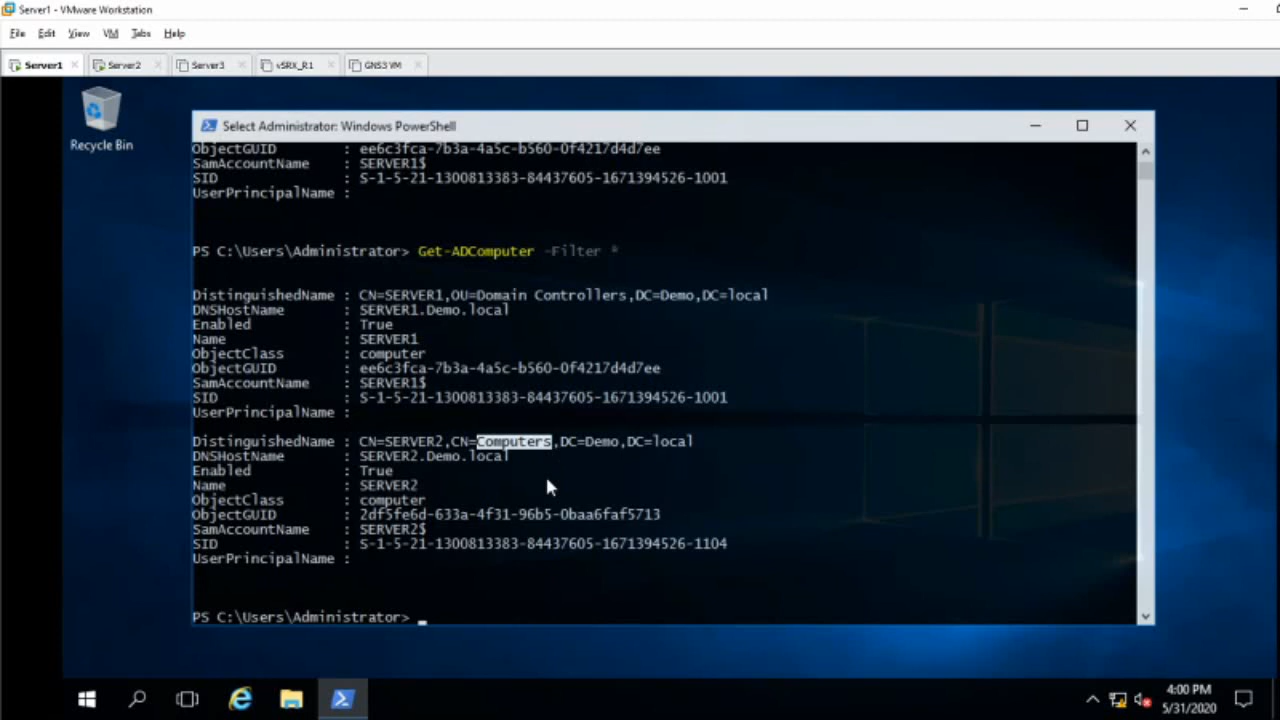 Server1 - VMware Workstation
File Edit View VM Tabs Help
Server1 Server2 Server3 vSRX_R1 GNS3 VM
Recycle Bin
Select Administrator: Windows PowerShell
ObjectGUID : ee6c3fca-7b3a-4a5c-b560-0f4217d4d7ee
SamAccountName : SERVER1$
SID : S-1-5-21-1300813383-84437605-1671394526-1001
UserPrincipalName :
PS C:\Users\Administrator> Get-ADComputer -Filter *
DistinguishedName : CN=SERVER1,OU=Domain Controllers,DC=Demo,DC=local
DNSHostName : SERVER1.Demo.local
Enabled : True
Name : SERVER1
ObjectClass : computer
ObjectGUID : ee6c3fca-7b3a-4a5c-b560-0f4217d4d7ee
SamAccountName : SERVER1$
SID : S-1-5-21-1300813383-84437605-1671394526-1001
UserPrincipalName :
DistinguishedName : CN=SERVER2,CN=Computers,DC=Demo,DC=local
DNSHostName : SERVER2.Demo.local
Enabled : True
Name : SERVER2
ObjectClass : computer
ObjectGUID : 2df5fe6d-633a-4f31-96b5-0baa6faf5713
SamAccountName : SERVER2$
SID : S-1-5-21-1300813383-84437605-1671394526-1104
UserPrincipalName :
PS C:\Users\Administrator>
4:00 PM
5/31/2020